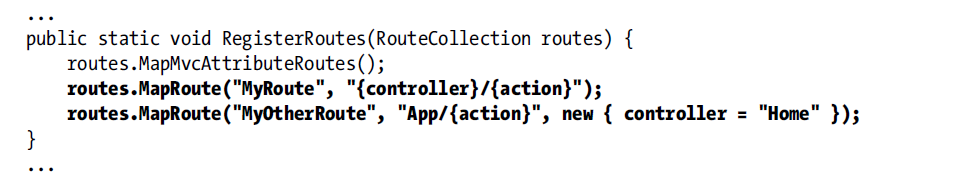 ...
public static void RegisterRoutes(RouteCollection routes) {
    routes.MapMvcAttributeRoutes();
    routes.MapRoute("MyRoute", "{controller}/{action}");
    routes.MapRoute("MyOtherRoute", "App/{action}", new { controller = "Home" });
}
...